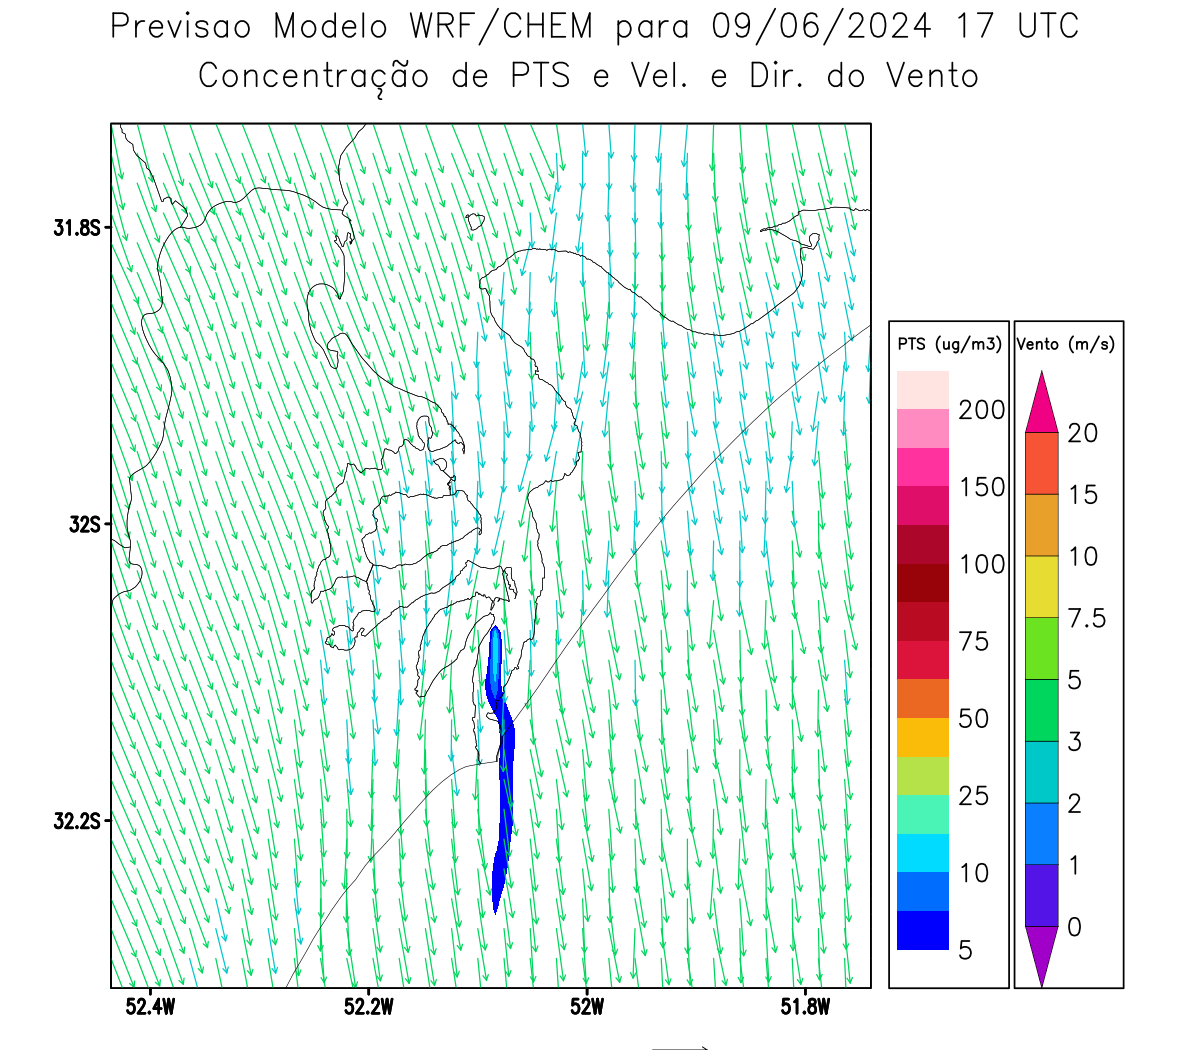 Previsao Modelo WRF/CHEM para 09/06/2024 17 UTC
Concentração de PTS e Vel. e Dir. do Vento
31.8S
32S
32.2S
52.4W
52.2W
52W
51.8W
PTS (ug/m3)
200
150
100
75
50
25
10
5
Vento (m/s)
20
15
10
7.5
5
3
2
1
0